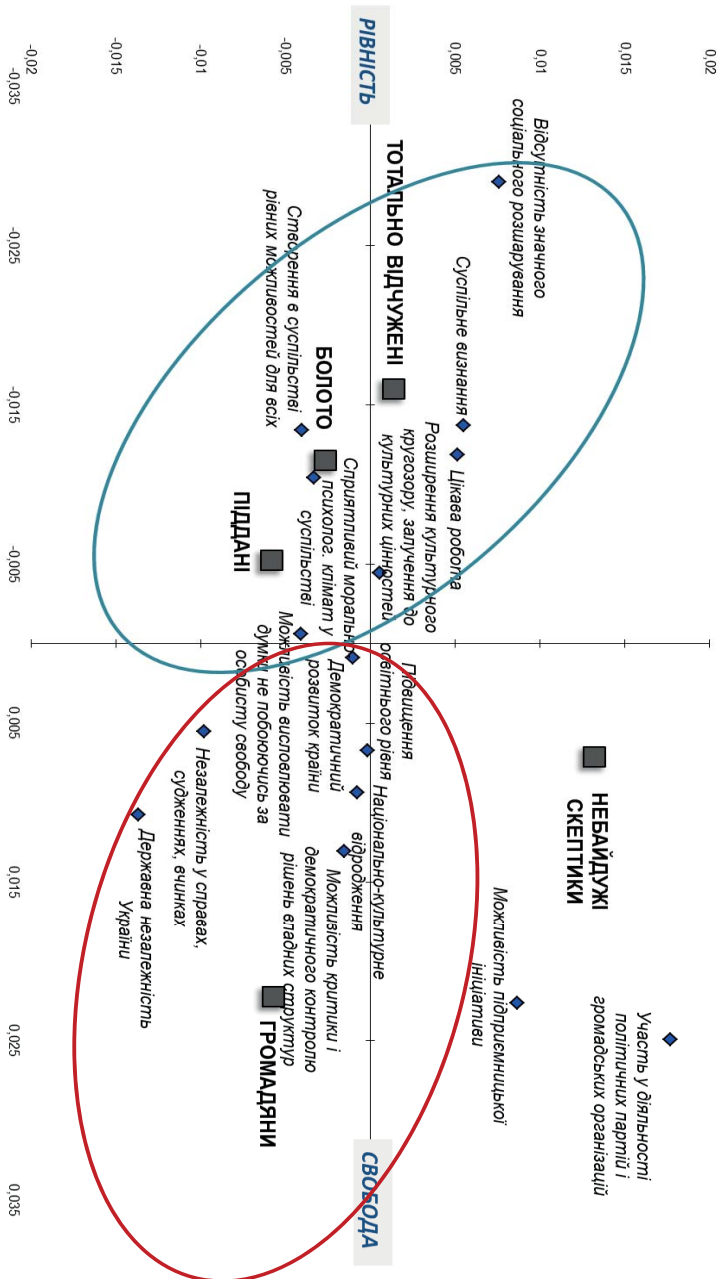 0,02
0,015
0,01
0,005
-0,005
-0,01
-0,015
-0,02
Участь у діяльності
політичних партій і
громадських організацій
НЕБАЙДУЖІ
СКЕПТИКИ
Відсутність значного
соціального розшарування
Можливість підприємницької
ініціативи
Суспільне визнання
Цікава робота
Розширення культурного
кругозору, залучення до
культурних цінностей
Підвищення
освітнього рівня
ТОТАЛЬНО ВІДЧУЖЕНІ
РІВНІСТЬ
СВОБОДА
Національно-культурне
відродження
Сприятливий морально-
психолог. клімат у
суспільстві
Демократичний
розвиток країни
Можливість критики і
демократичного контролю
рішень владних структур
БОЛОТО
Створення в суспільстві
рівних можливостей для всіх
Можливість висловлювати
думки не побоюючись за
особисту свободу
ГРОМАДЯНИ
ПІДДАНІ
Незалежність у справах,
судженнях, вчинках
Державна незалежність
України
-0,035
-0,025
-0,15
-0,005
0,005
0,015
0,025
0,035